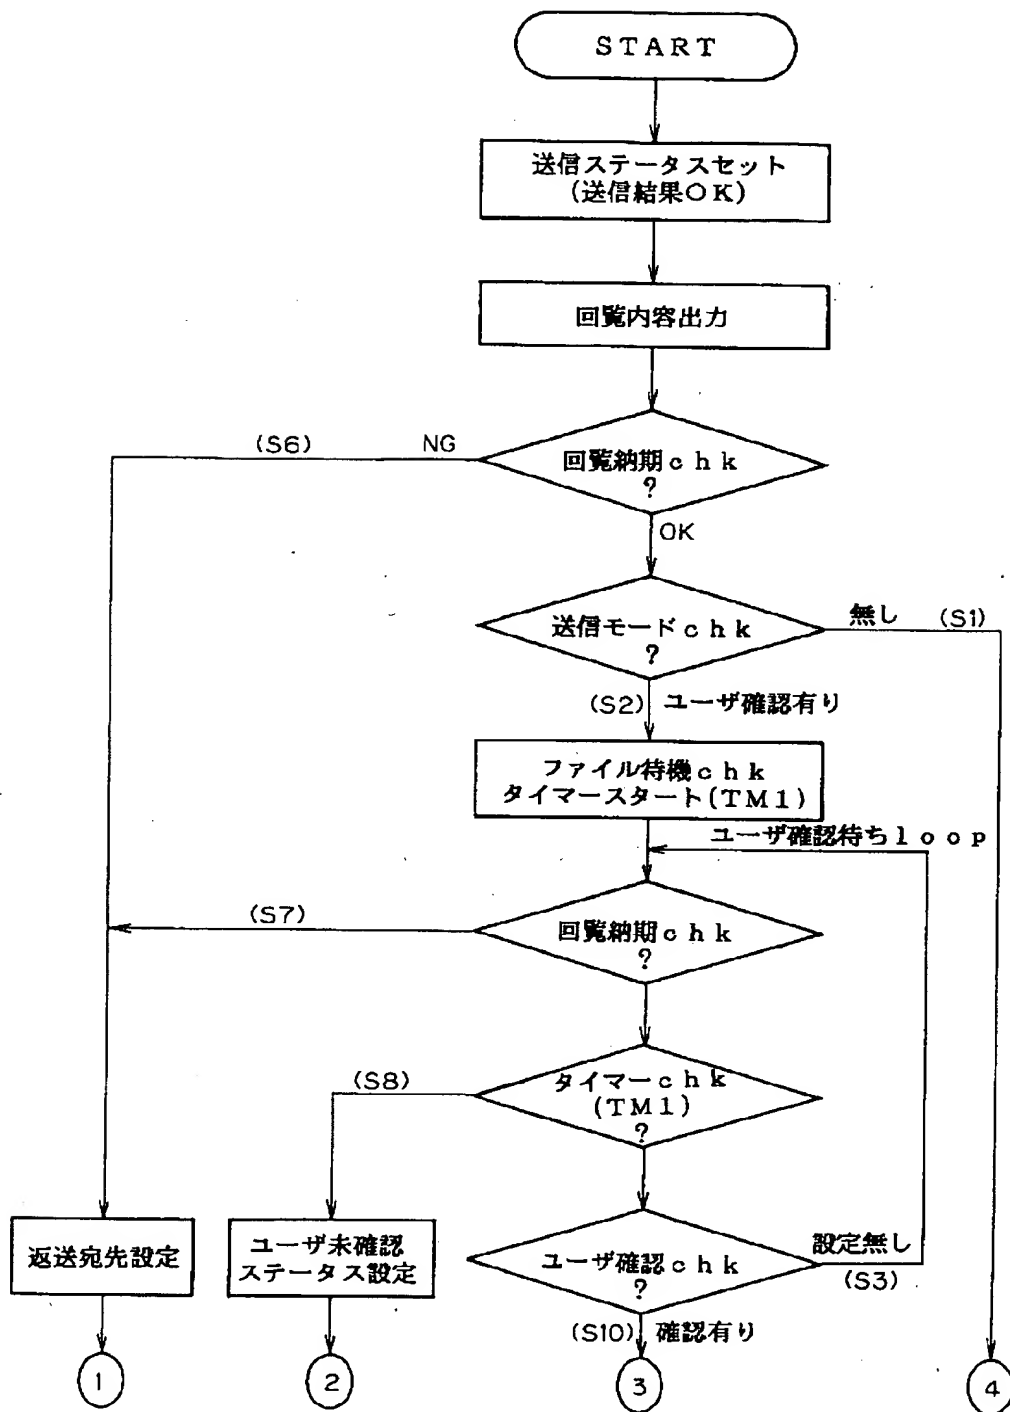 START
送信ステータスセット
(送信結果OK)
回覧内容出力
(S6) NG
回覧納期chk
?
OK
送信モードchk
?
無し (S1)
(S2) ユーザ確認有り
ファイル待機chk
タイマースタート(TM1)
ユーザ確認待ちloop
(S7)
回覧納期chk
?
(S8)
タイマーchk
(TM1)
?
返送宛先設定
ユーザ未確認
ステータス設定
ユーザ確認chk
?
設定無し
(S3)
(S10) 確認有り
1
2
3
4